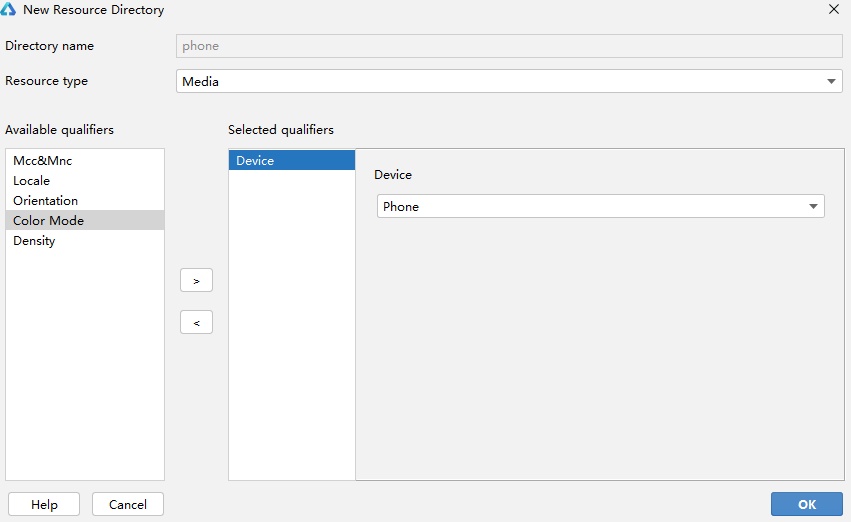 New Resource Directory
Directory name
phone
Resource type
Media
Available qualifiers
Selected qualifiers
Mcc&Mnc
Locale
Orientation
Color Mode
Density
>
<
Device
Device
Phone
Help
Cancel
OK